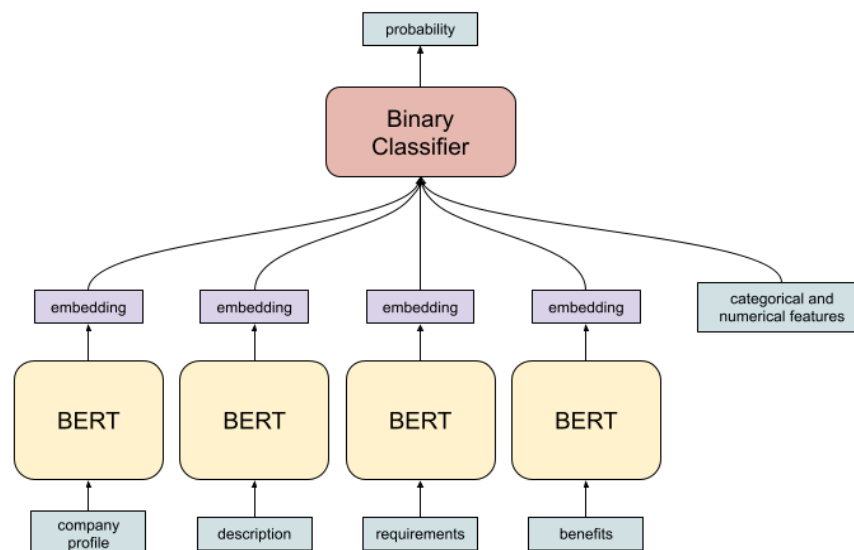 probability
Binary
Classifier
embedding
embedding
embedding
embedding
categorical and
numerical features
BERT
BERT
BERT
BERT
company
profile
description
requirements
benefits